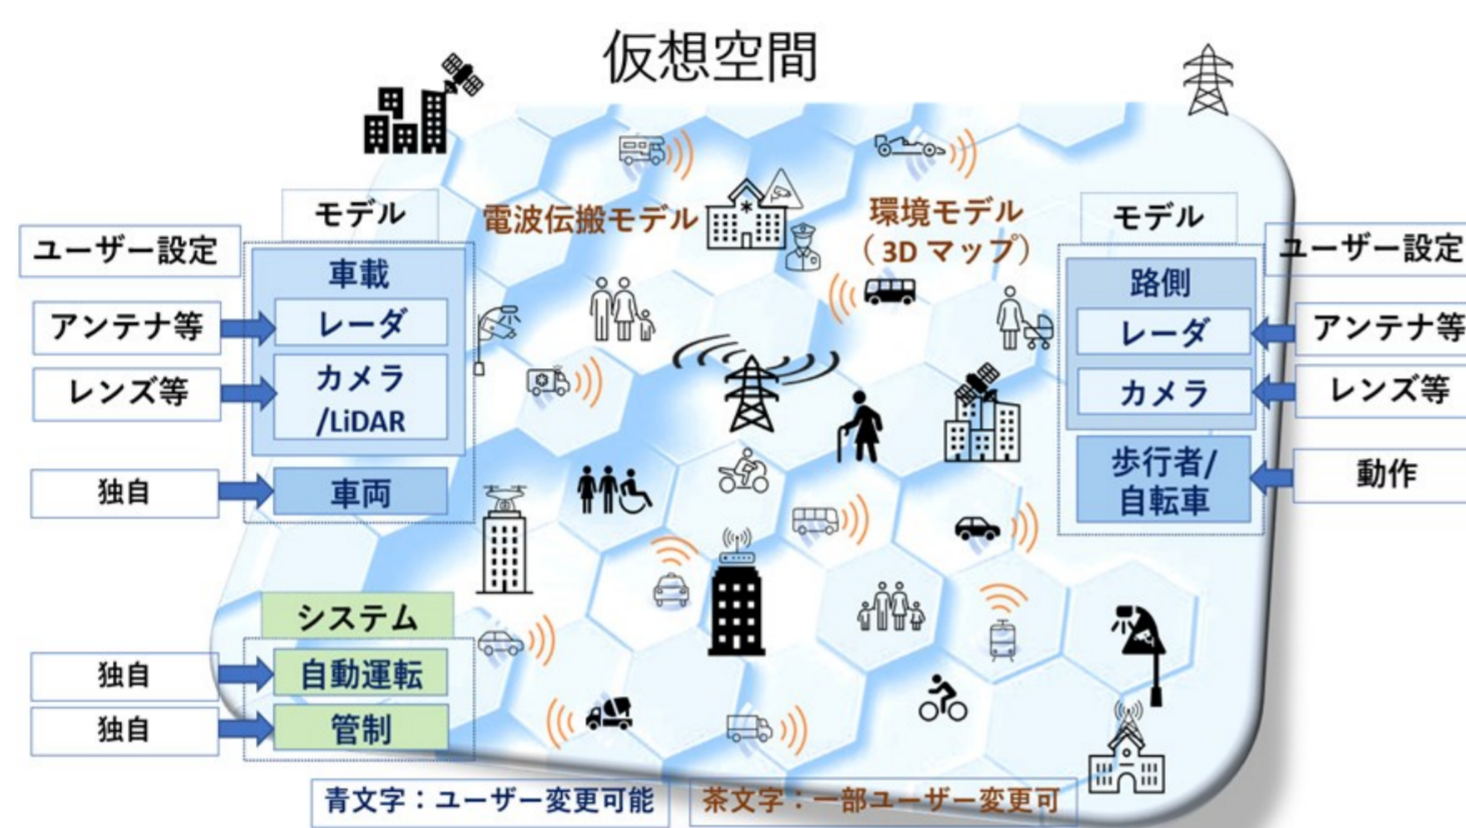 仮想空間
モデル
電波伝搬モデル
環境モデル
（3D マップ）
モデル
ユーザー設定
車載
アンテナ等
レーダ
レンズ等
カメラ
/LiDAR
独自
車両
ユーザー設定
路側
レーダ
アンテナ等
カメラ
レンズ等
歩行者/
自転車
動作
システム
独自
自動運転
独自
管制
青文字：ユーザー変更可能
茶文字：一部ユーザー変更可